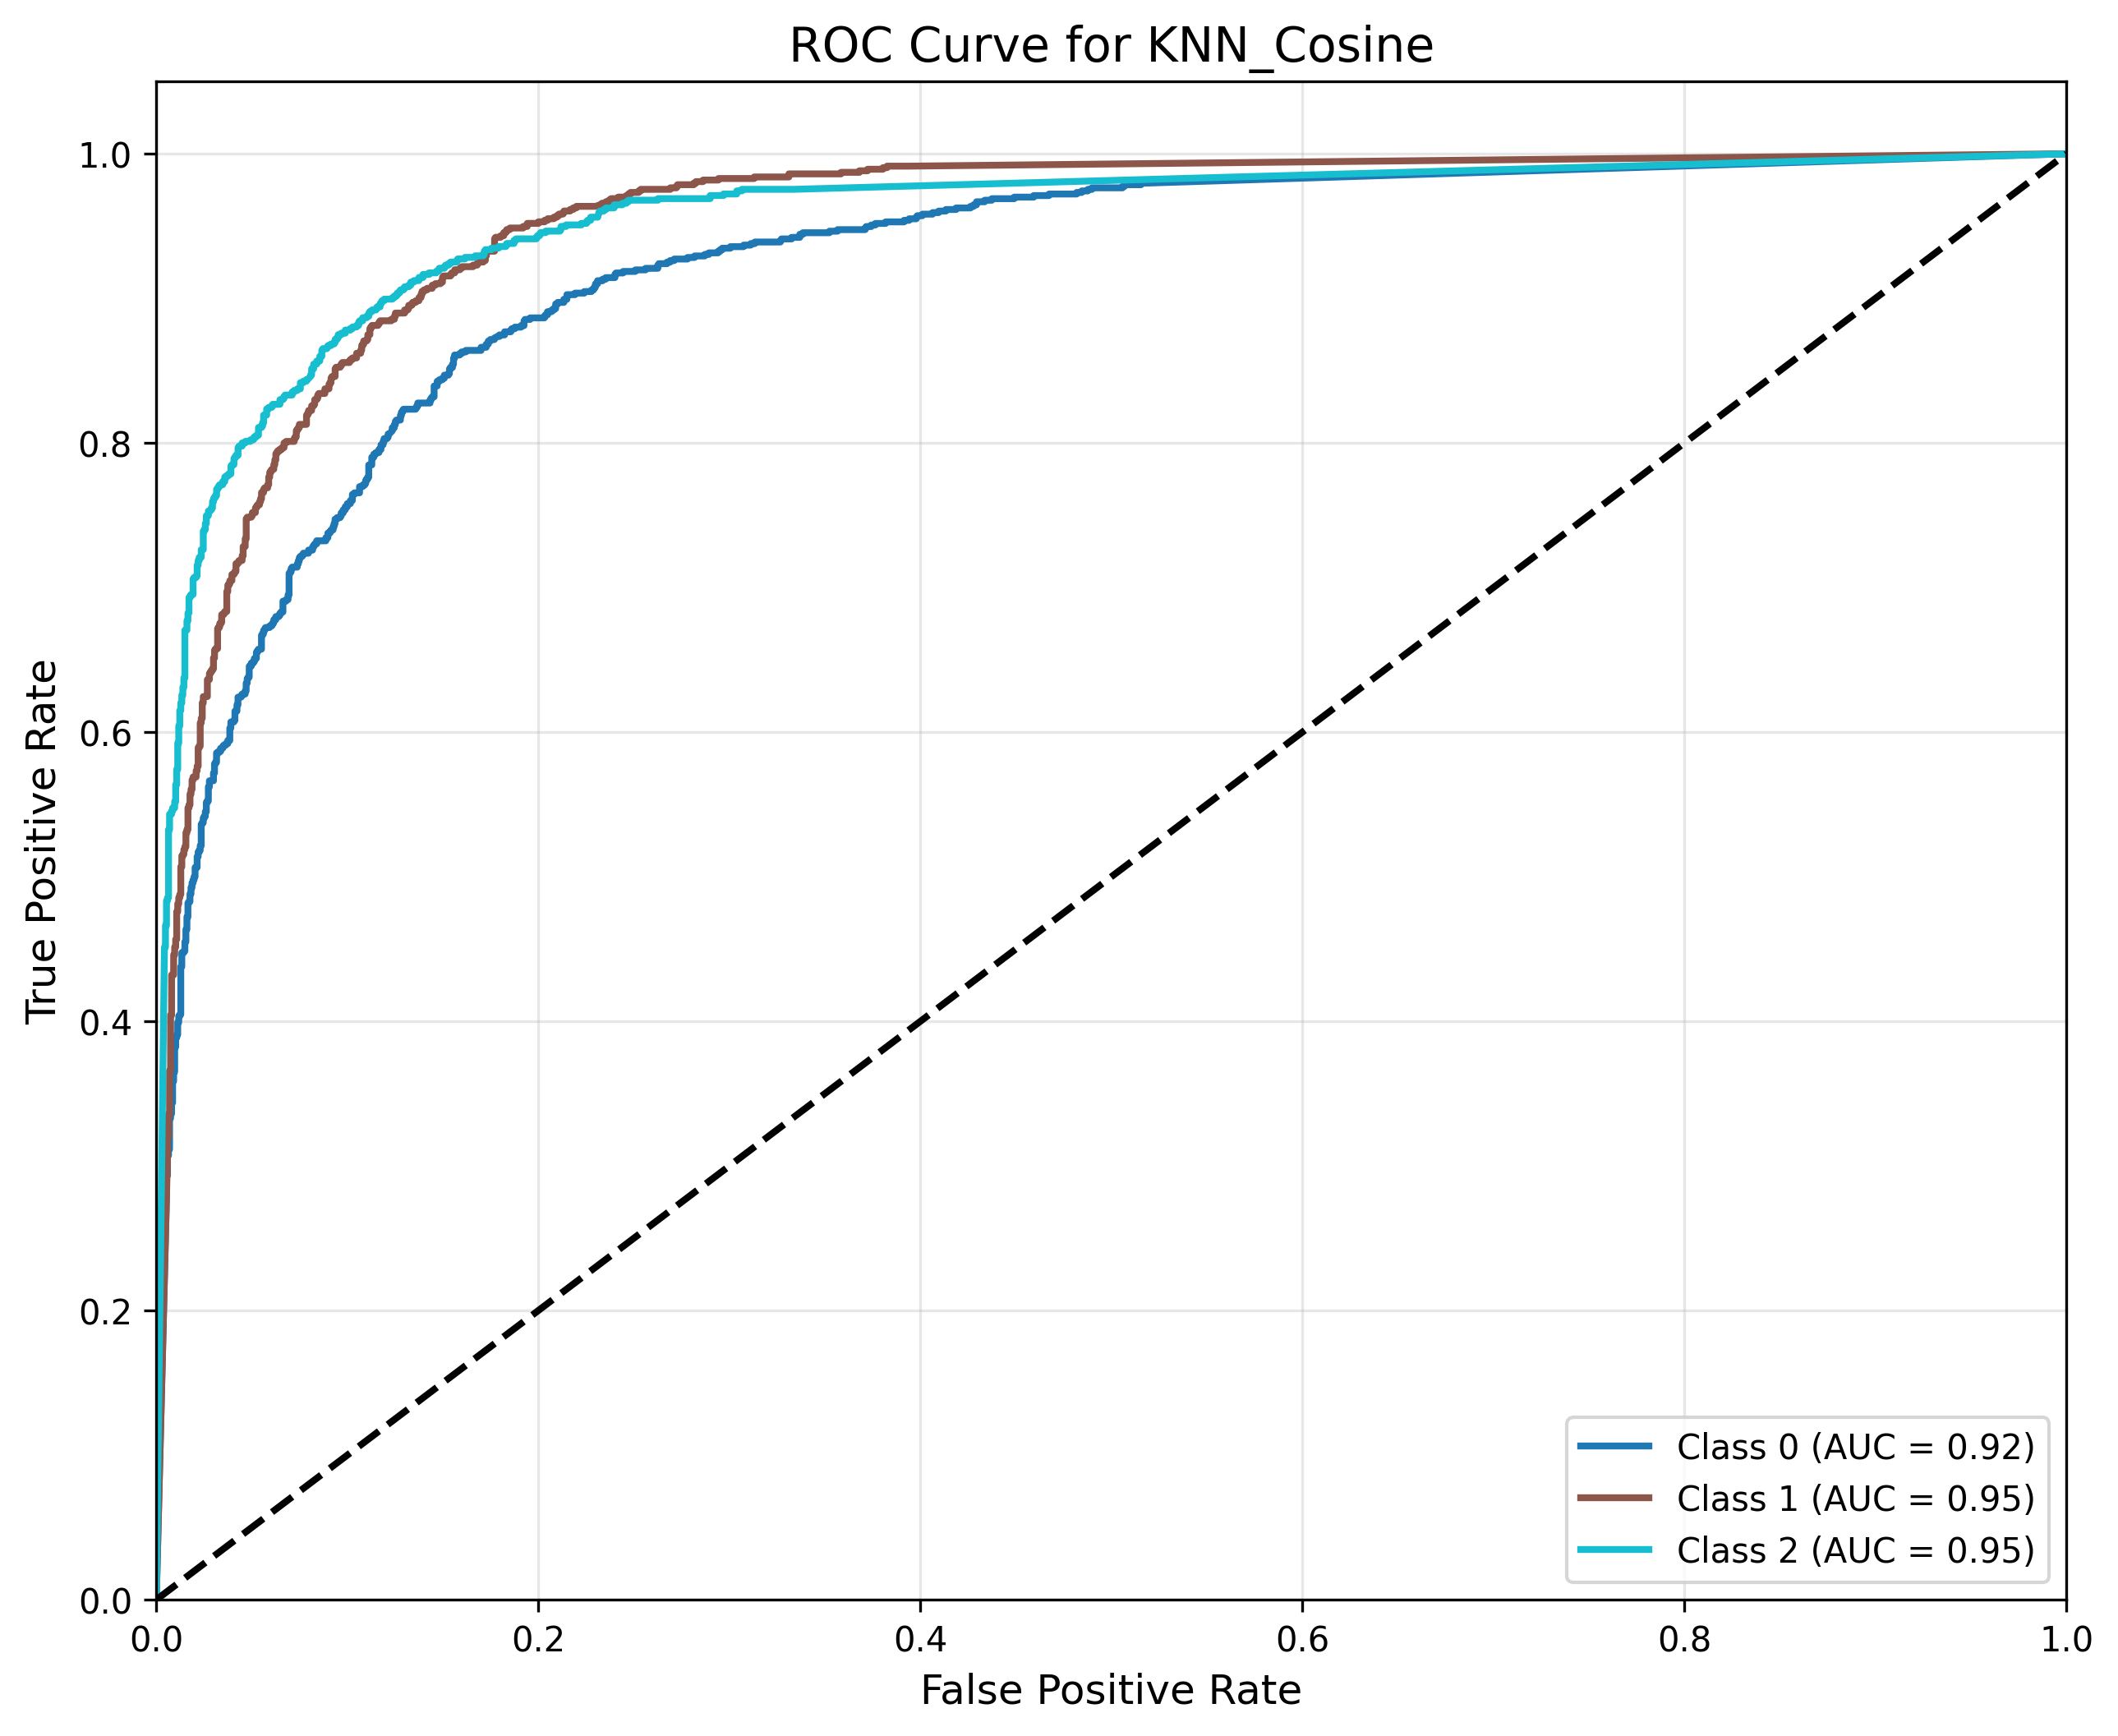 ROC Curve for KNN_Cosine
True Positive Rate
1.0
0.8
0.6
0.4
0.2
0.0
0.0 0.2 0.4 0.6 0.8 1.0
False Positive Rate
Class 0 (AUC = 0.92)
Class 1 (AUC = 0.95)
Class 2 (AUC = 0.95)